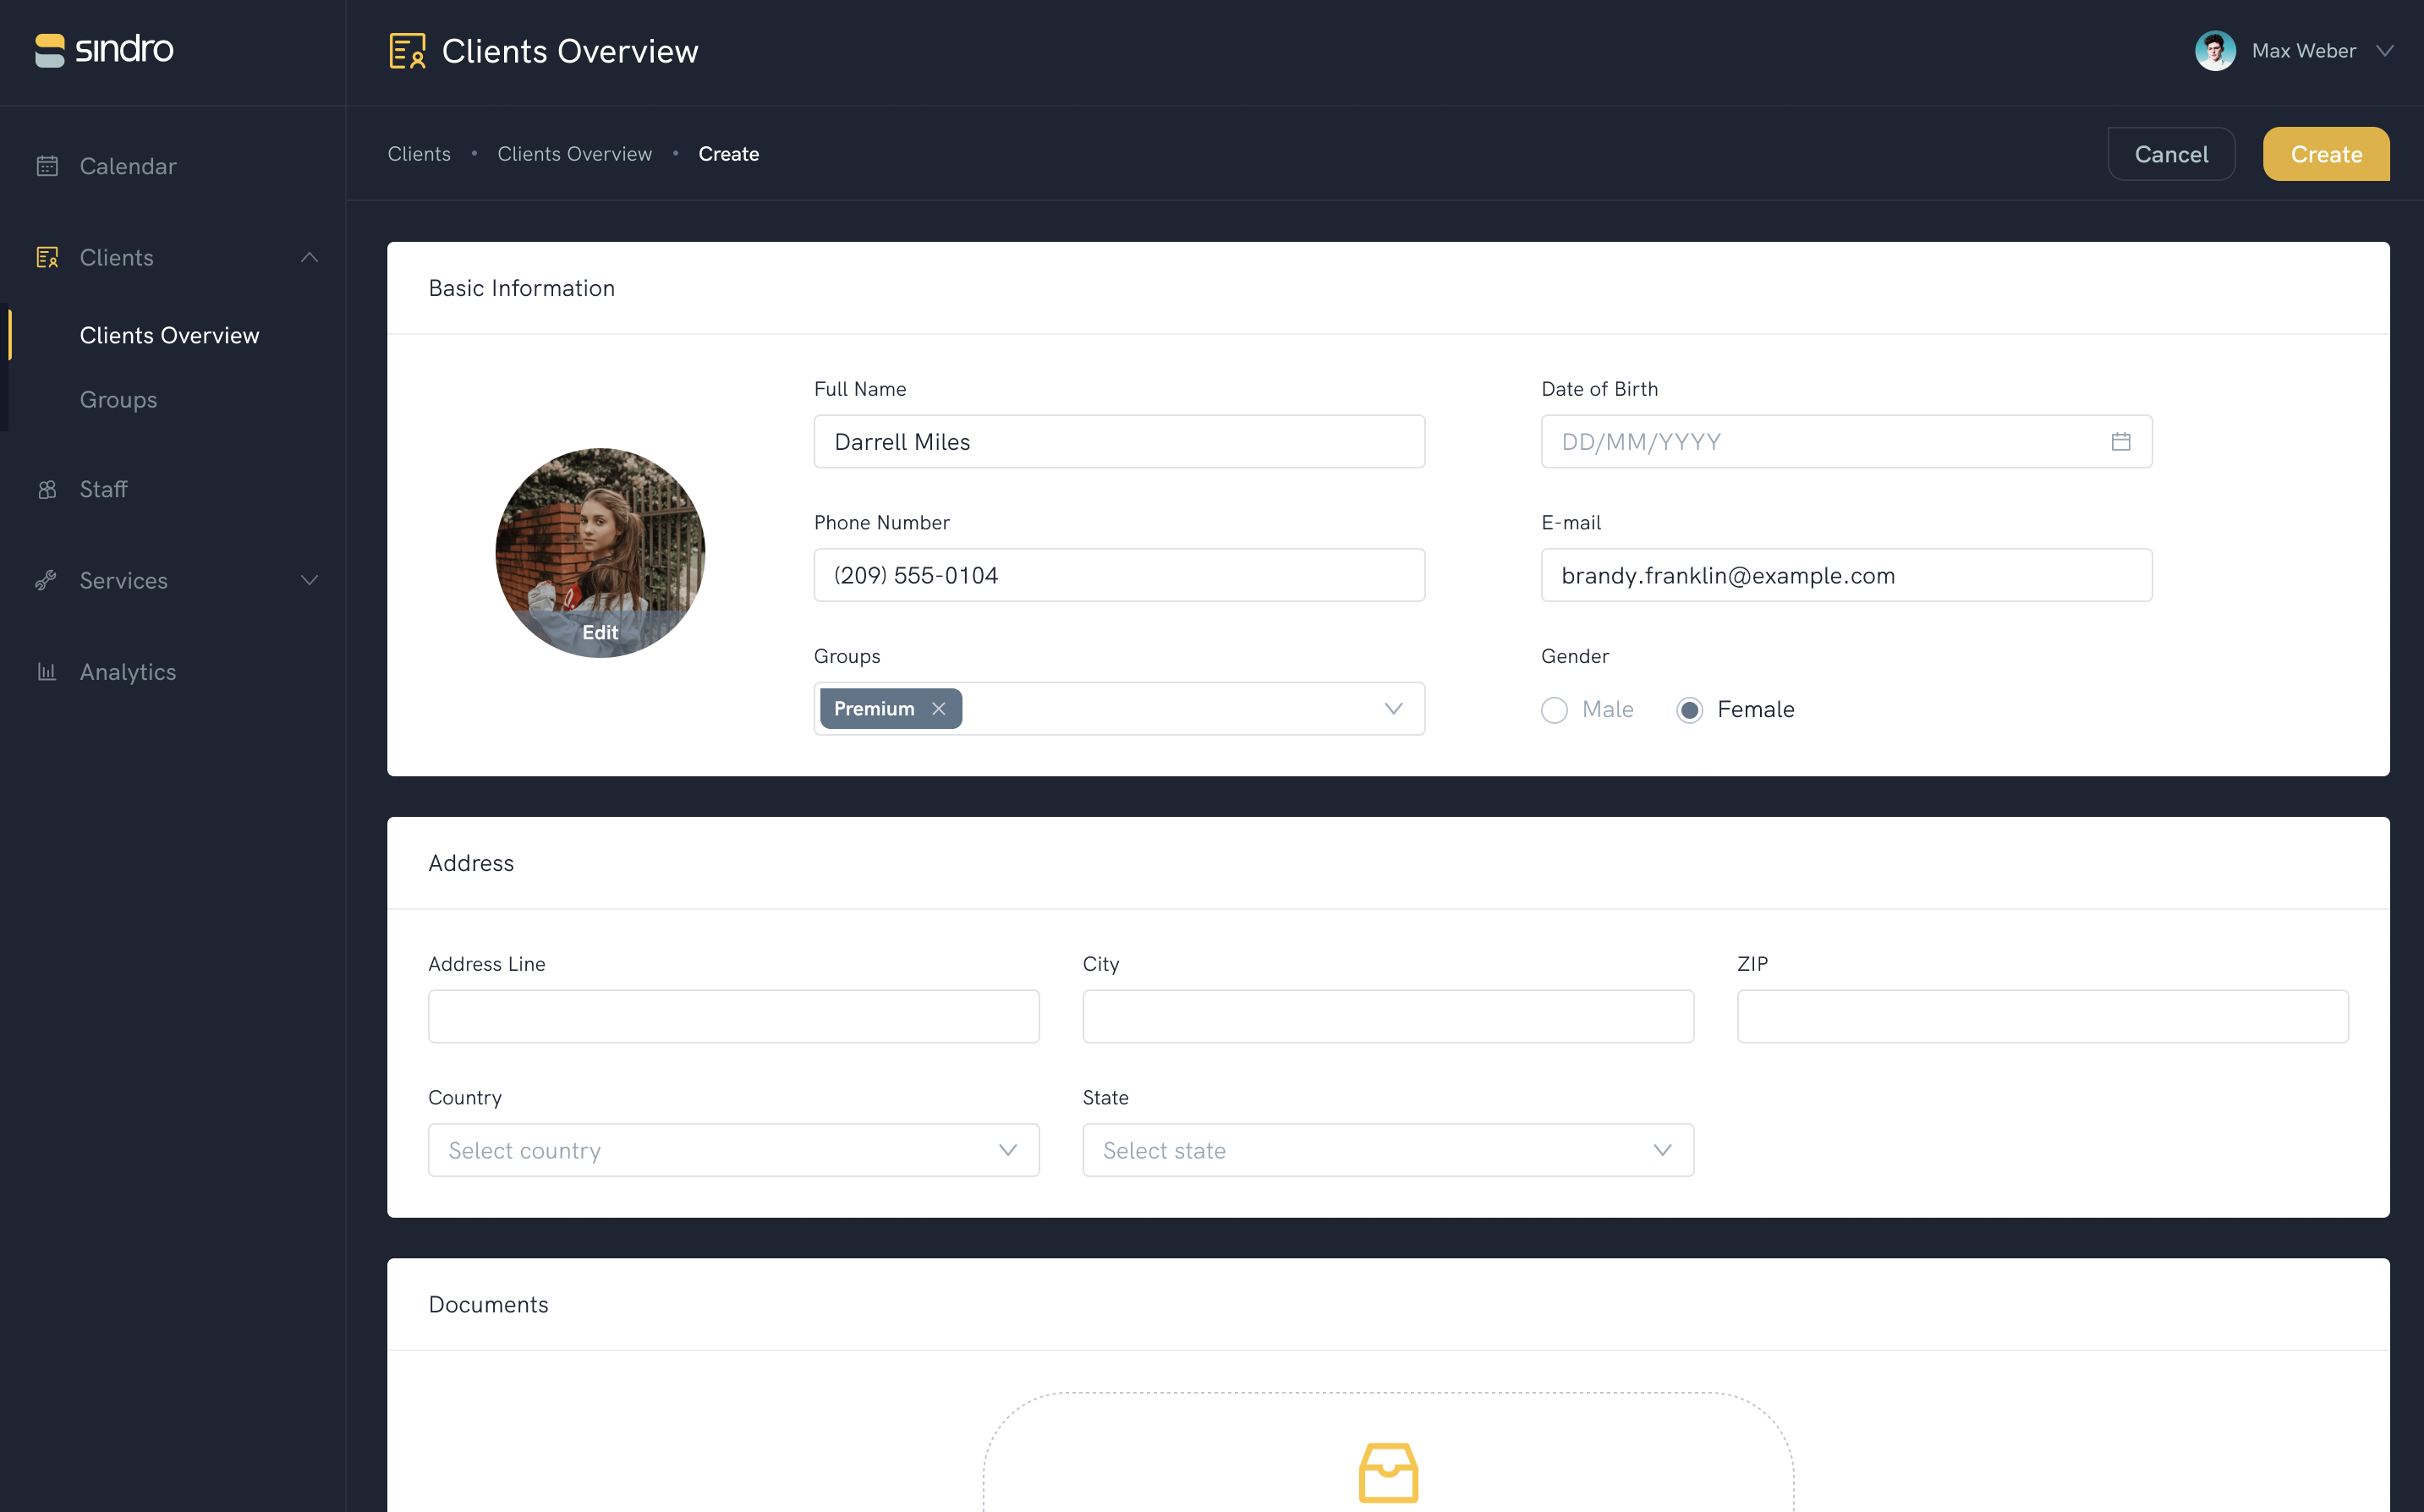 sindro
Clients Overview
Max Weber
Clients • Clients Overview • Create
Cancel
Create
Calendar
Clients
Clients Overview
Groups
Staff
Services
Analytics
Basic Information
Edit
Full Name
Darrell Miles
Date of Birth
DD/MM/YYYY
Phone Number
(209) 555-0104
E-mail
brandy.franklin@example.com
Groups
Premium
Gender
Male
Female
Address
Address Line
City
ZIP
Country
Select country
State
Select state
Documents